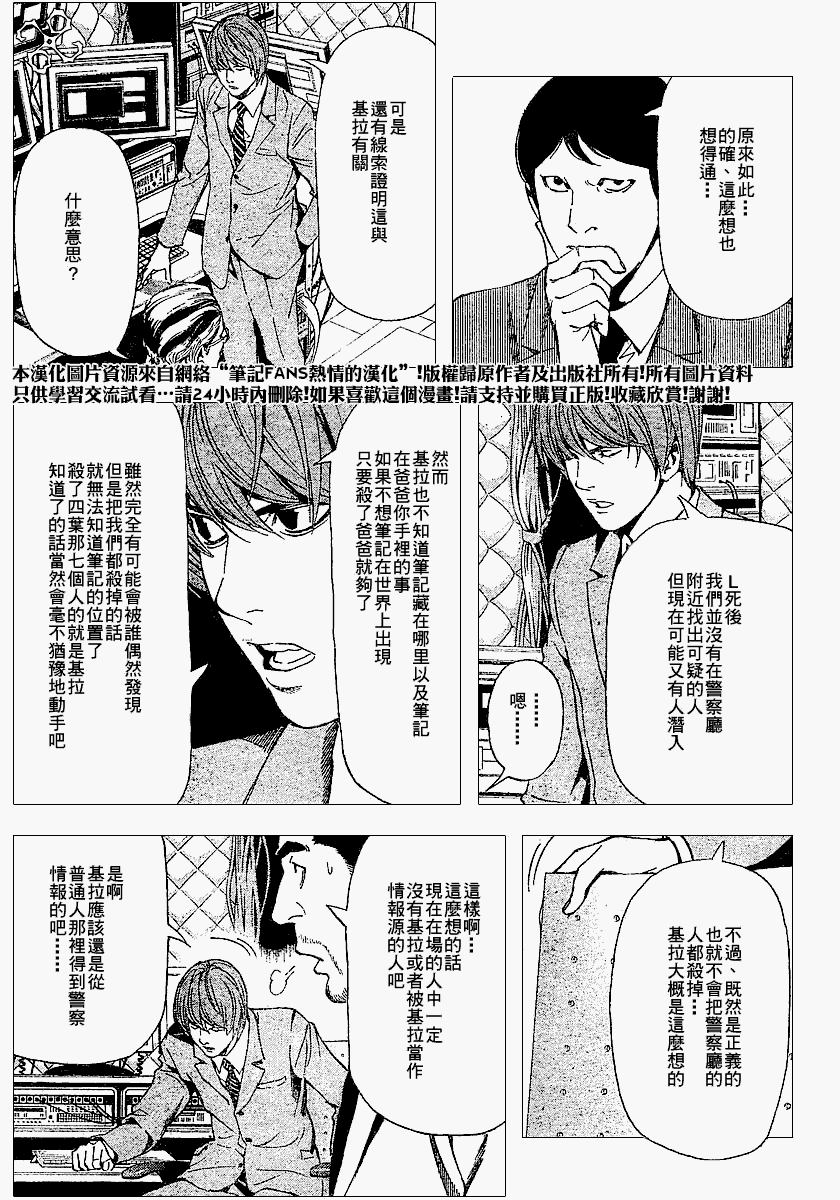 原來如此…
的確、這麼想也
想得通…
可是
還有線索證明這與
基拉有關
什麼意思？
本漢化圖片資源來自網絡“筆記FANS熱情的漢化”!版權歸原作者及出版社所有!所有圖片資料
只供學習交流試看…請24小時內刪除!如果喜歡這個漫畫!請支持並購買正版!收藏欣賞!謝謝!
L死後
我們並沒有在警察廳
附近找出可疑的人
但現在可能又有人潛入
……
嗯……
然而
基拉也不知道筆記藏在哪里以及筆記
在爸爸你手裡的事
如果不想筆記在世界上出現
只要殺了爸爸就夠了
雖然完全有可能會被誰偶然發現
但是把我們都殺掉的話
就無法知道筆記的位置了
殺了四葉那七個人的就是基拉
知道了的話當然會毫不猶豫地動手吧
不過、既然是正義的
也就不會把警察廳的
人都殺掉…
基拉大概是這麼想的
這樣啊…
這麼想的話
現在在場的人中一定
沒有基拉或者被基拉當作
情報源的人吧
是啊
基拉應該還是從
普通人那裡得到警察
情報的吧……